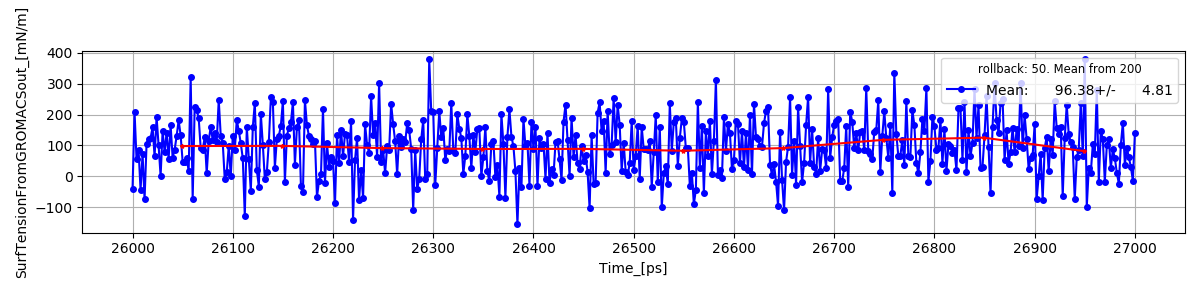 SurfTensionFromGROMACSout_[mN/m]
400
300
200
100
0
−100
rollback: 50. Mean from 200
Mean: 96.38+/- 4.81
26000 26100 26200 26300 26400 26500 26600 26700 26800 26900 27000
Time_[ps]